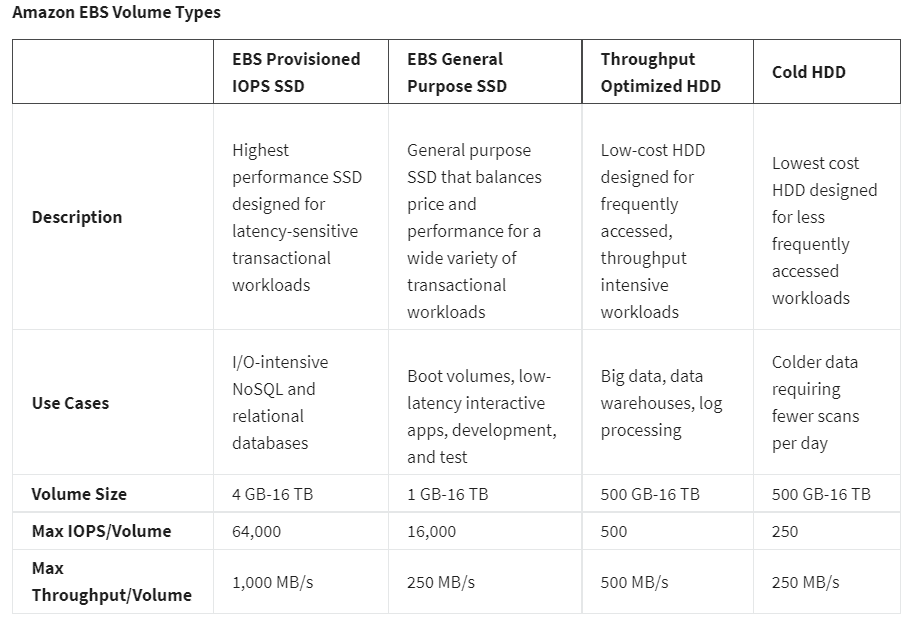 Amazon EBS Volume Types
EBS Provisioned
IOPS SSD
EBS General
Purpose SSD
Throughput
Optimized HDD
Cold HDD
Description
Highest
performance SSD
designed for
latency-sensitive
transactional
workloads
General purpose
SSD that balances
price and
performance for a
wide variety of
transactional
workloads
Low-cost HDD
designed for
frequently
accessed,
throughput
intensive
workloads
Lowest cost
HDD designed
for less
frequently
accessed
workloads
Use Cases
I/O-intensive
NoSQL and
relational
databases
Boot volumes, low-
latency interactive
apps, development,
and test
Big data, data
warehouses, log
processing
Colder data
requiring
fewer scans
per day
Volume Size
4 GB-16 TB
1 GB-16 TB
500 GB-16 TB
500 GB-16 TB
Max IOPS/Volume
64,000
16,000
500
250
Max
Throughput/Volume
1,000 MB/s
250 MB/s
500 MB/s
250 MB/s